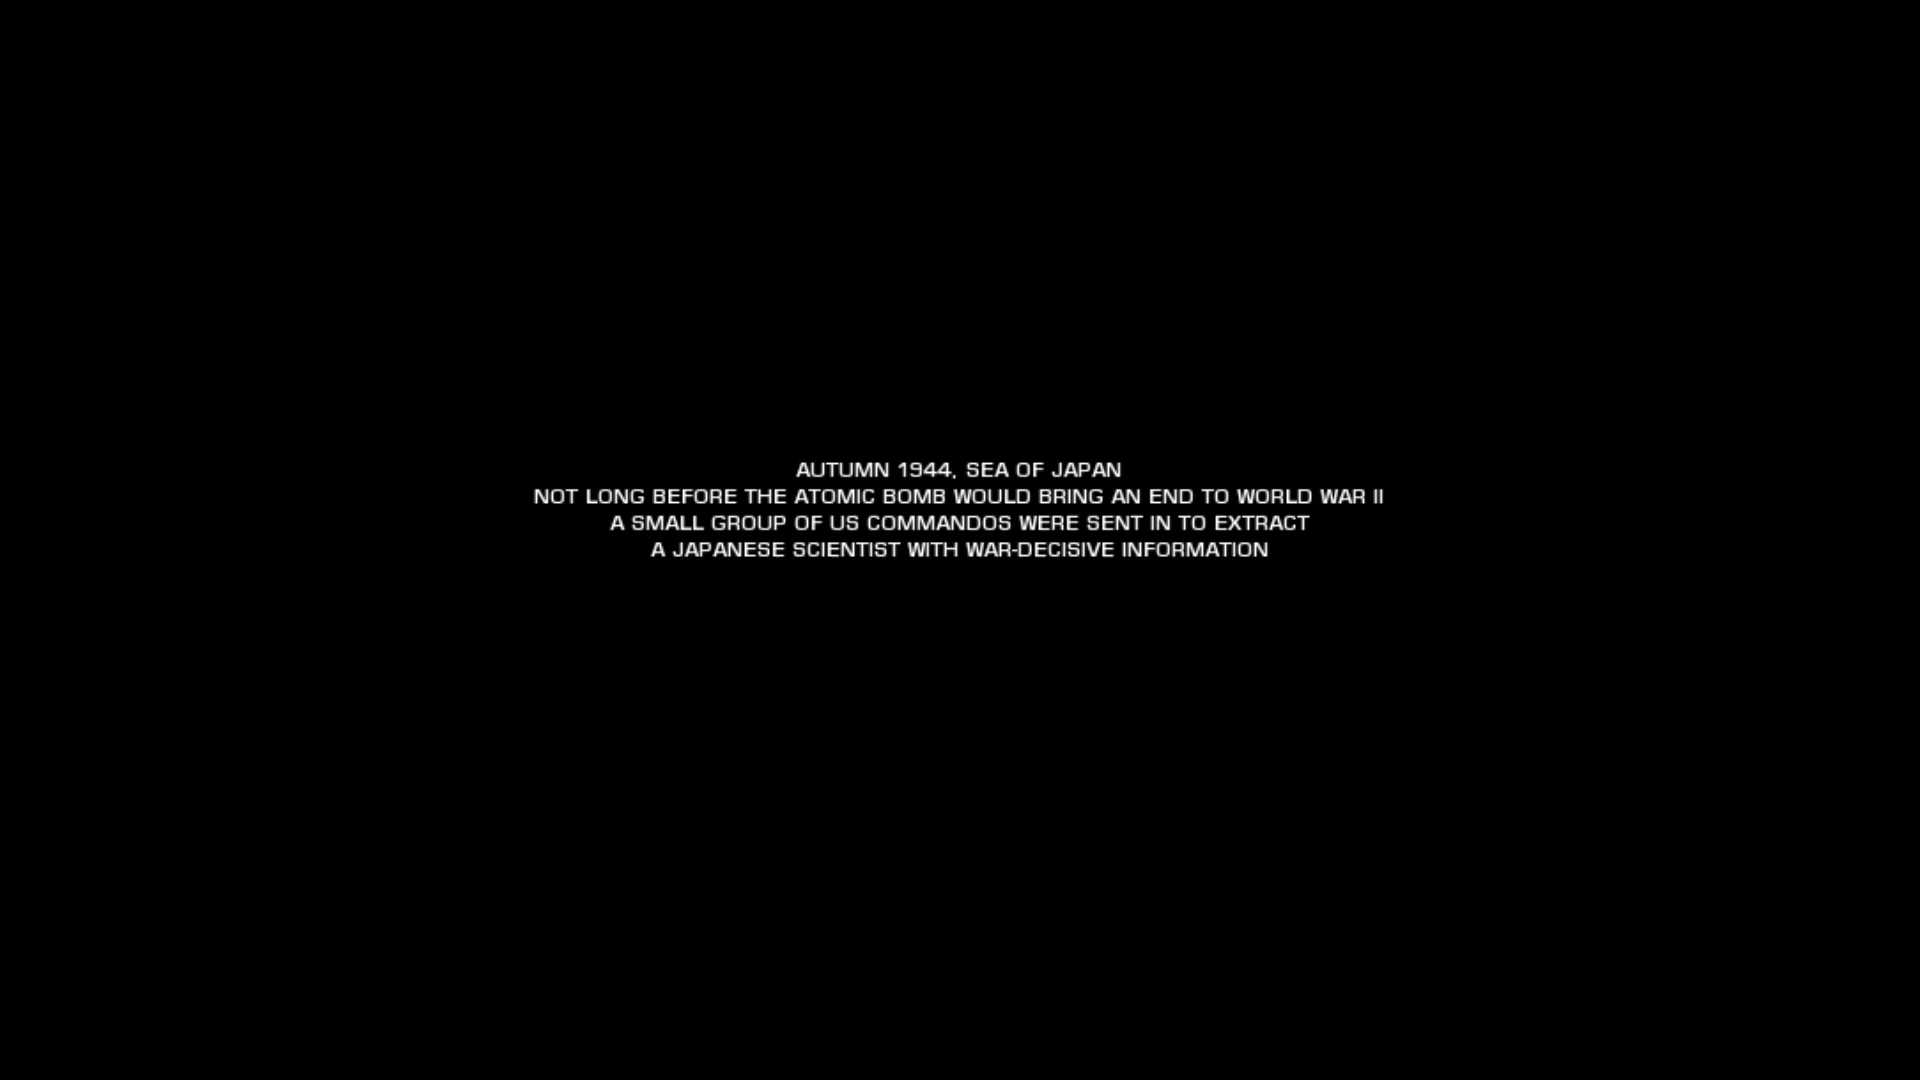 AUTUMN 1944, SEA OF JAPAN
NOT LONG BEFORE THE ATOMIC BOMB WOULD BRING AN END TO WORLD WAR II
A SMALL GROUP OF US COMMANDOS WERE SENT IN TO EXTRACT
A JAPANESE SCIENTIST WITH WAR-DECISIVE INFORMATION